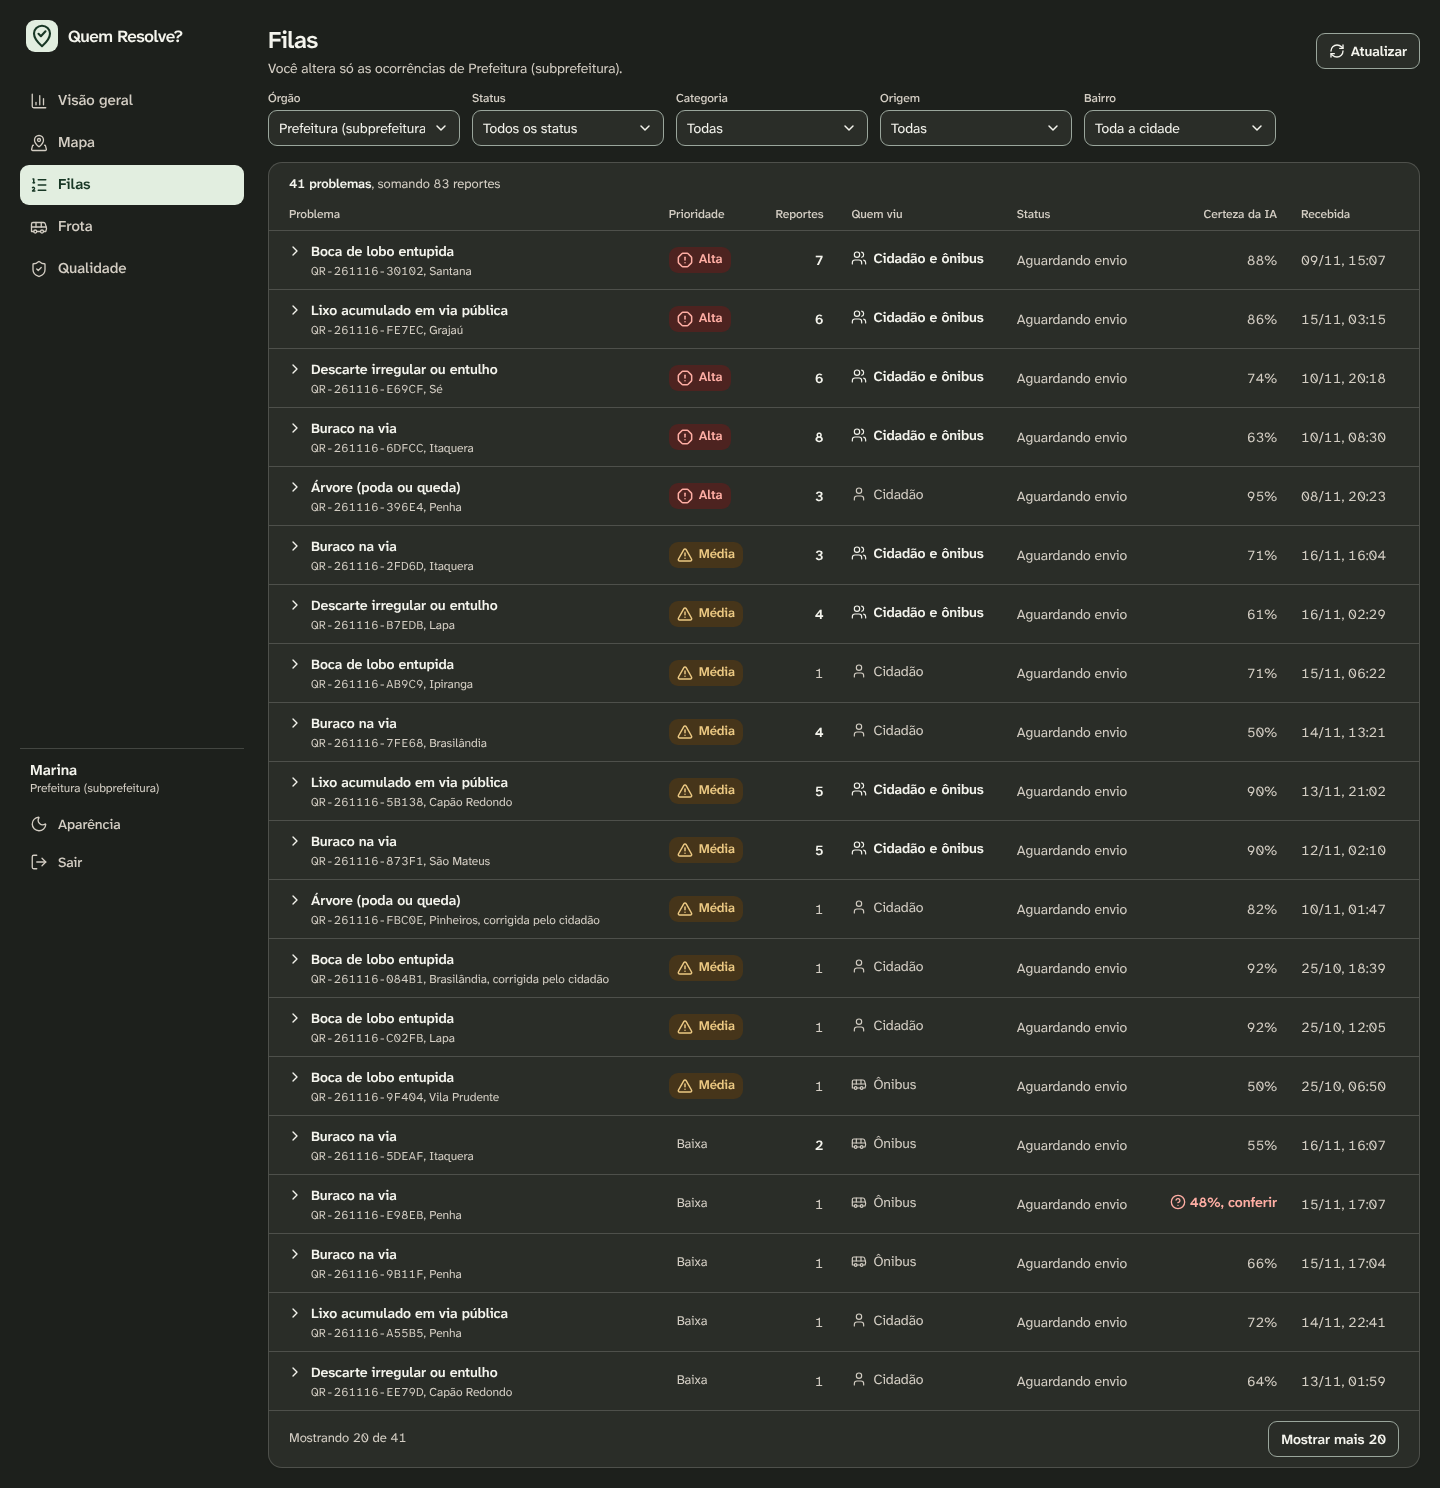 Quem Resolve?
Visão geral
Mapa
Filas
Frota
Qualidade
Marina
Prefeitura (subprefeitura)
Aparência
Sair
Filas
Você altera só as ocorrências de Prefeitura (subprefeitura).
Atualizar
Órgão Status Categoria Origem Bairro
Prefeitura (subprefeitura Todos os status Todas Todas Toda a cidade
41 problemas, somando 83 reportes
Problema Prioridade Reportes Quem viu Status Certeza da IA Recebida
Boca de lobo entupida
QR-261116-30102, Santana
Alta 7 Cidadão e ônibus Aguardando envio 88% 09/11, 15:07
Lixo acumulado em via pública
QR-261116-FE7EC, Grajaú
Alta 6 Cidadão e ônibus Aguardando envio 86% 15/11, 03:15
Descarte irregular ou entulho
QR-261116-E69CF, Sé
Alta 6 Cidadão e ônibus Aguardando envio 74% 10/11, 20:18
Buraco na via
QR-261116-6DFCC, Itaquera
Alta 8 Cidadão e ônibus Aguardando envio 63% 10/11, 08:30
Árvore (poda ou queda)
QR-261116-396E4, Penha
Alta 3 Cidadão Aguardando envio 95% 08/11, 20:23
Buraco na via
QR-261116-2FD6D, Itaquera
Média 3 Cidadão e ônibus Aguardando envio 71% 16/11, 16:04
Descarte irregular ou entulho
QR-261116-B7EDB, Lapa
Média 4 Cidadão e ônibus Aguardando envio 61% 16/11, 02:29
Boca de lobo entupida
QR-261116-AB9C9, Ipiranga
Média 1 Cidadão Aguardando envio 71% 15/11, 06:22
Buraco na via
QR-261116-7FE68, Brasilândia
Média 4 Cidadão Aguardando envio 50% 14/11, 13:21
Lixo acumulado em via pública
QR-261116-5B138, Capão Redondo
Média 5 Cidadão e ônibus Aguardando envio 90% 13/11, 21:02
Buraco na via
QR-261116-873F1, São Mateus
Média 5 Cidadão e ônibus Aguardando envio 90% 12/11, 02:10
Árvore (poda ou queda)
QR-261116-FBC0E, Pinheiros, corrigida pelo cidadão
Média 1 Cidadão Aguardando envio 82% 10/11, 01:47
Boca de lobo entupida
QR-261116-084B1, Brasilândia, corrigida pelo cidadão
Média 1 Cidadão Aguardando envio 92% 25/10, 18:39
Boca de lobo entupida
QR-261116-C02FB, Lapa
Média 1 Cidadão Aguardando envio 92% 25/10, 12:05
Boca de lobo entupida
QR-261116-9F404, Vila Prudente
Média 1 Ônibus Aguardando envio 50% 25/10, 06:50
Buraco na via
QR-261116-5DEAF, Itaquera
Baixa 2 Ônibus Aguardando envio 55% 16/11, 16:07
Buraco na via
QR-261116-E98EB, Penha
Baixa 1 Ônibus Aguardando envio 48%, conferir 15/11, 17:07
Buraco na via
QR-261116-9B11F, Penha
Baixa 1 Ônibus Aguardando envio 66% 15/11, 17:04
Lixo acumulado em via pública
QR-261116-A55B5, Penha
Baixa 1 Cidadão Aguardando envio 72% 14/11, 22:41
Descarte irregular ou entulho
QR-261116-EE79D, Capão Redondo
Baixa 1 Cidadão Aguardando envio 64% 13/11, 01:59
Mostrando 20 de 41
Mostrar mais 20